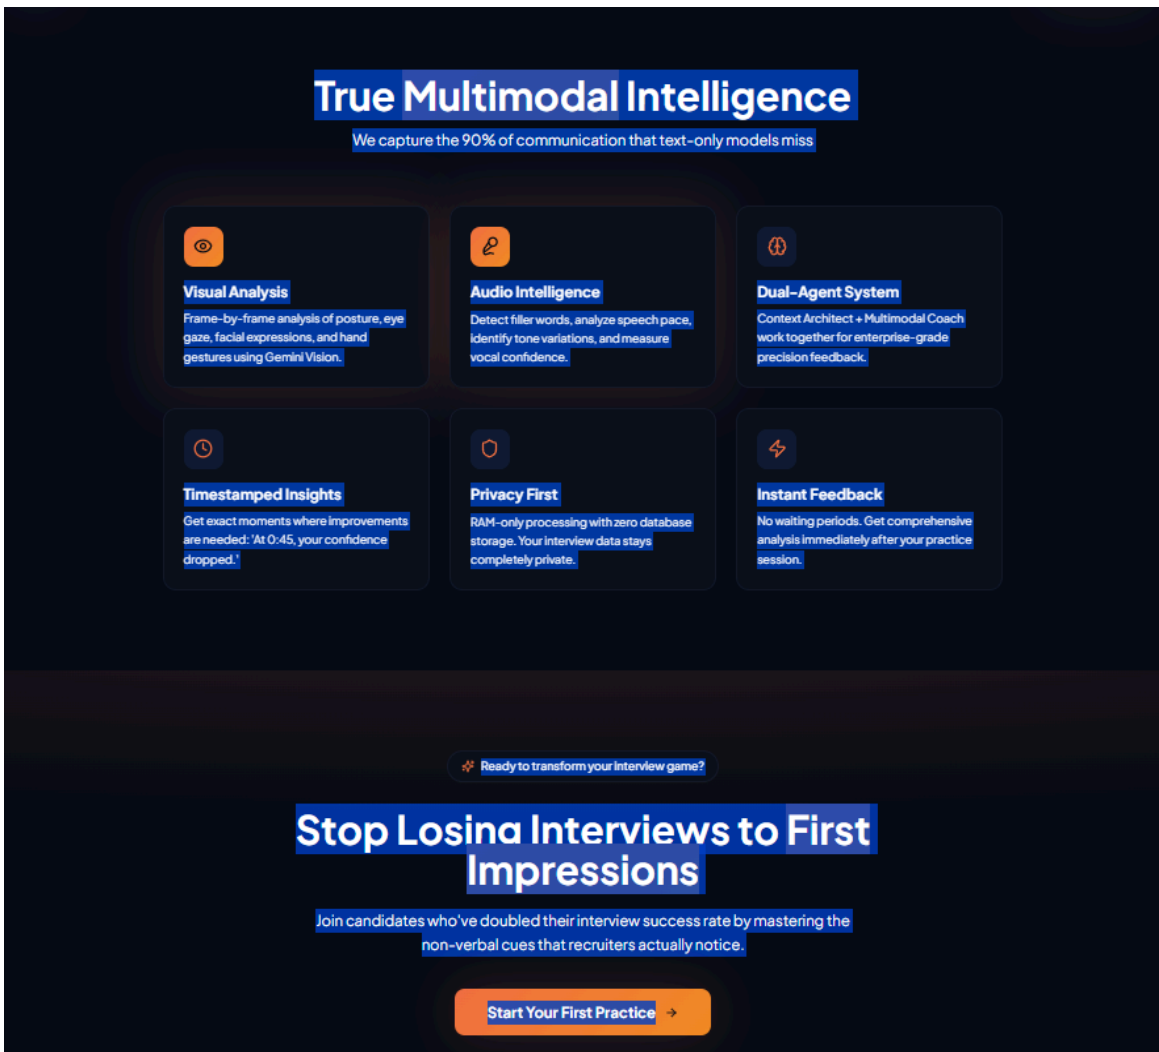 True Multimodal Intelligence
We capture the 90% of communication that text-only models miss
Visual Analysis
Frame-by-frame analysis of posture, eye
gaze, facial expressions, and hand
gestures using Gemini Vision.
Audio Intelligence
Detect filler words, analyze speech pace,
identify tone variations, and measure
vocal confidence.
Dual-Agent System
Context Architect + Multimodal Coach
work together for enterprise-grade
precision feedback.
Timestamped Insights
Get exact moments where improvements
are needed: 'At 0:45, your confidence
dropped.'
Privacy First
RAM-only processing with zero database
storage. Your interview data stays
completely private.
Instant Feedback
No waiting periods. Get comprehensive
analysis immediately after your practice
session.
Ready to transform your interview game?
Stop Losing Interviews to First
Impressions
Join candidates who've doubled their interview success rate by mastering the
non-verbal cues that recruiters actually notice.
Start Your First Practice →